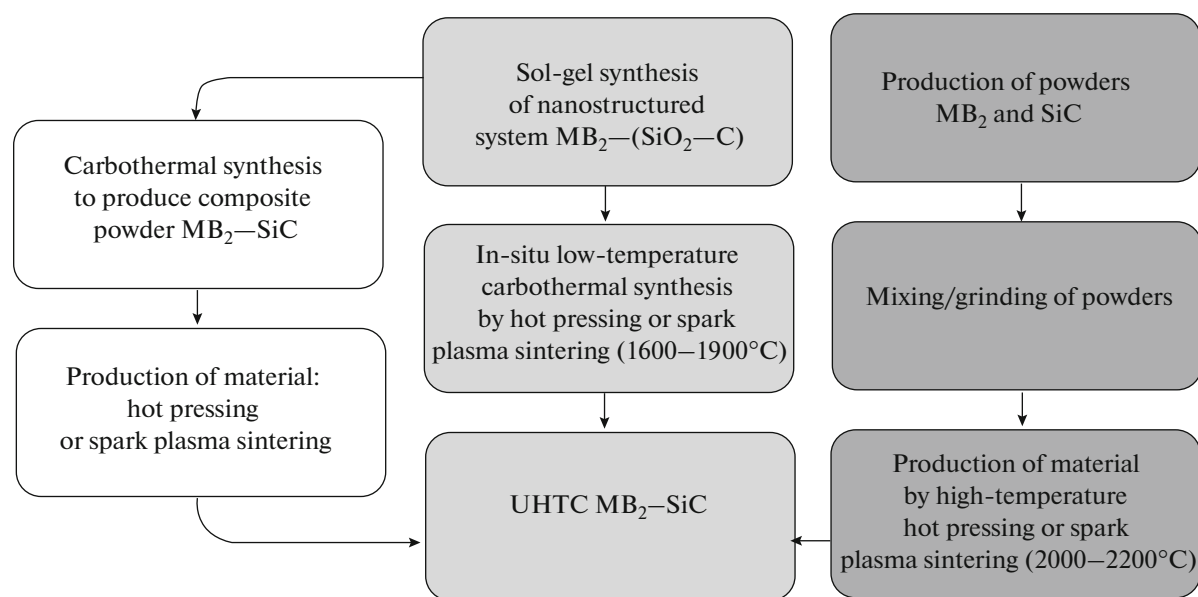 Sol-gel synthesis
of nanostructured
system MB₂—(SiO₂—C)
Production of powders
MB₂ and SiC
Carbothermal synthesis
to produce composite
powder MB₂—SiC
In-situ low-temperature
carbothermal synthesis
by hot pressing or spark
plasma sintering (1600—1900°C)
Mixing/grinding of powders
Production of material:
hot pressing
or spark plasma sintering
UHTC MB₂–SiC
Production of material
by high-temperature
hot pressing or spark
plasma sintering (2000—2200°C)